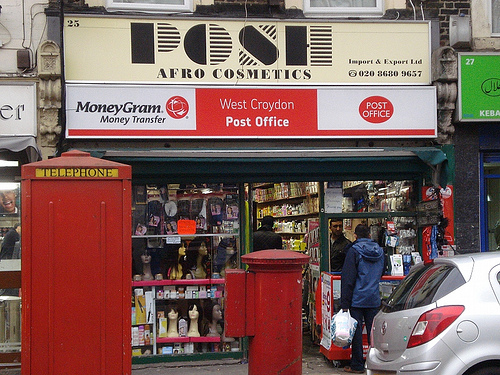 25
POSH
AFRO COSMETICS
Import & Export Ltd
020 8680 9657
MoneyGram
Money Transfer
West Croydon
Post Office
POST
OFFICE
27
KEBA
er
TELEPHONE